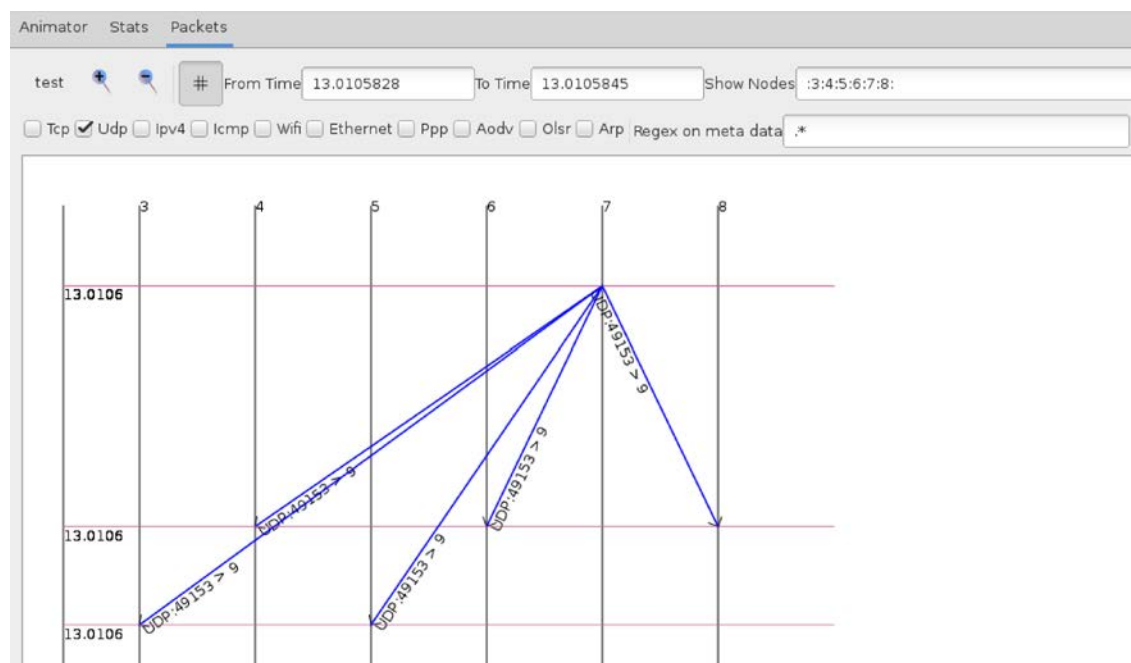 Animator Stats Packets
test # From Time 13.0105828 To Time 13.0105845 Show Nodes :3:4:5:6:7:8:
Tcp Udp Ipv4 Icmp Wifi Ethernet Ppp Aodv Olsr Arp Regex on meta data .*
3 4 5 6 7 8
13.0106
UDP:49153 > 9
UDP:49153 > 9
UDP:49153 > 9
13.0106
UDP:49153 > 9
UDP:49153 > 9
13.0106